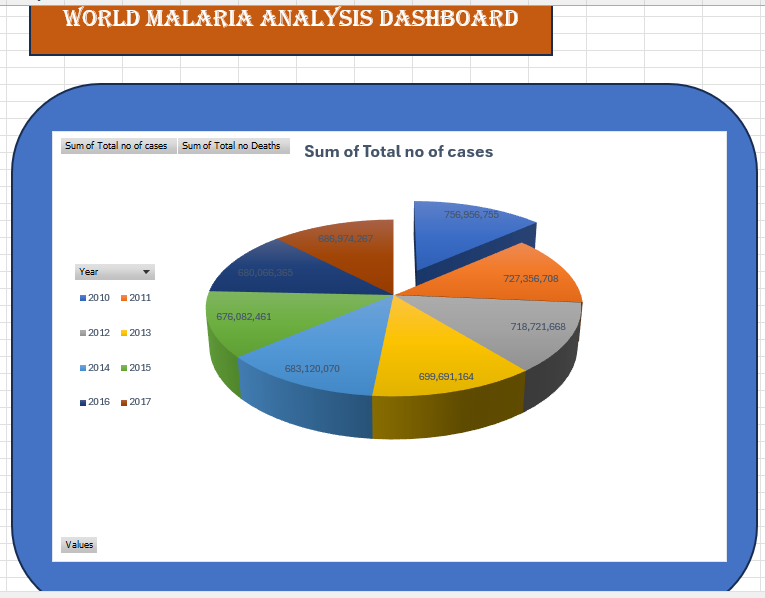 WORLD MALARIA ANALYSIS DASHBOARD
Sum of Total no of cases
Sum of Total no Deaths
Sum of Total no of cases
756,956,755
686,974,267
727,356,708
680,066,365
Year
2010
2011
676,082,461
718,721,668
2012
2013
683,120,070
699,691,164
2014
2015
2016
2017
Values